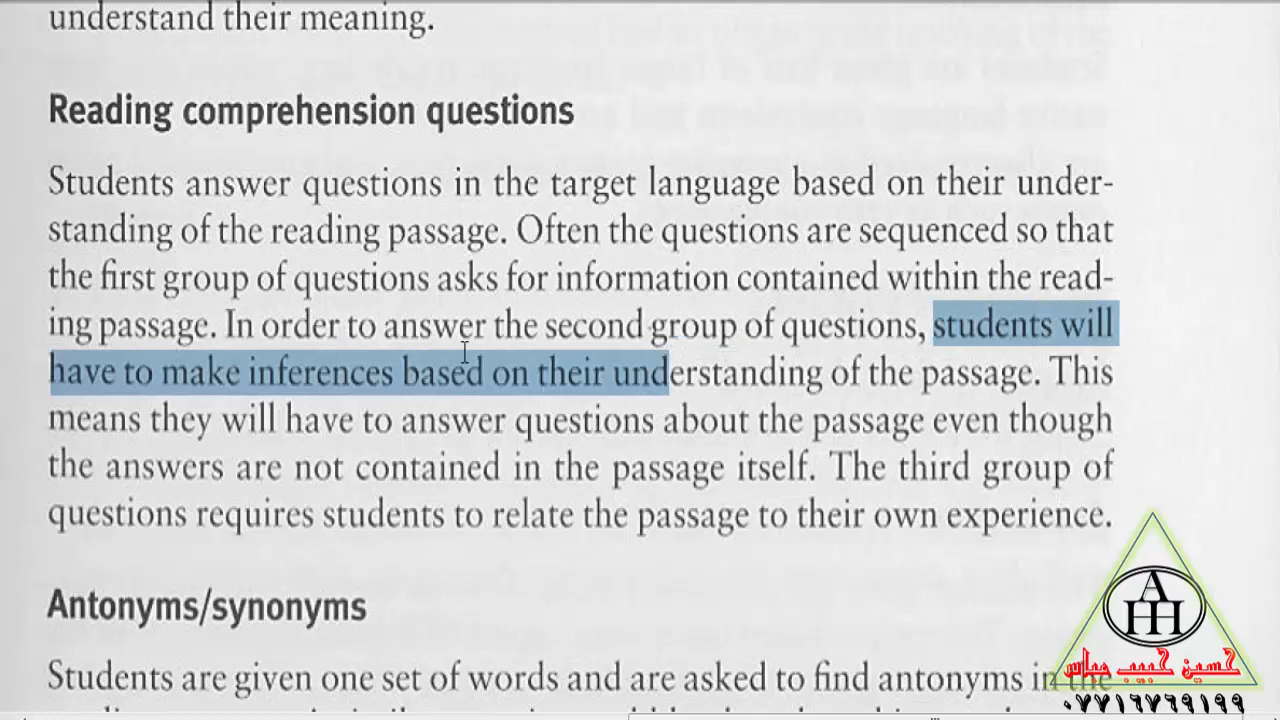 understand their meaning.
Reading comprehension questions
Students answer questions in the target language based on their under-
standing of the reading passage. Often the questions are sequenced so that
the first group of questions asks for information contained within the read-
ing passage. In order to answer the second group of questions, students will
have to make inferences based on their understanding of the passage. This
means they will have to answer questions about the passage even though
the answers are not contained in the passage itself. The third group of
questions requires students to relate the passage to their own experience.
Antonyms/synonyms
Students are given one set of words and are asked to find antonyms in the
AHH
حسين حبيب عباس
٠٧٧١٦٧٦٩١٩٩